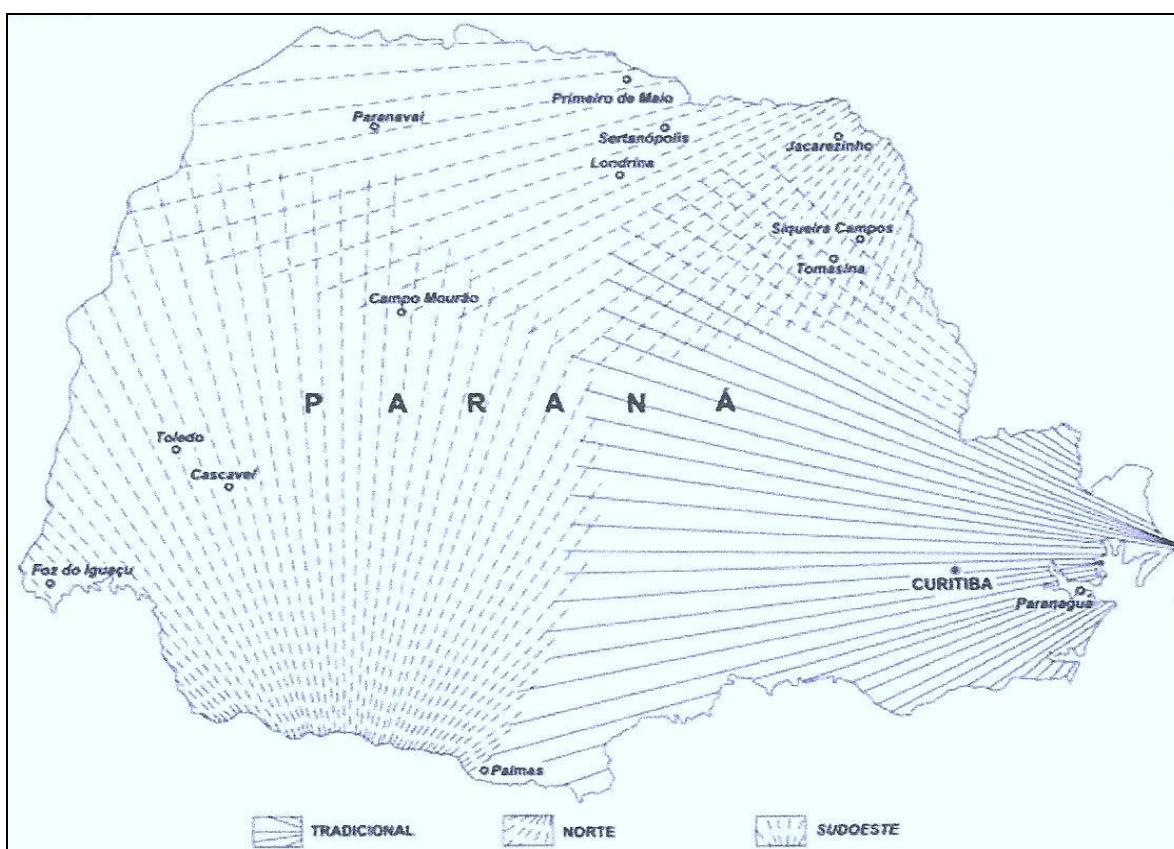 Primeiro de Maio
Paranavaí
Sertanópolis
Jacarezinho
Londrina
Siqueira Campos
Tomasina
Campo Mourão
P A R A N Á
Toledo
Cascavel
Foz do Iguaçu
CURITIBA
Paranaguá
Palmas
TRADICIONAL
NORTE
SUDOESTE